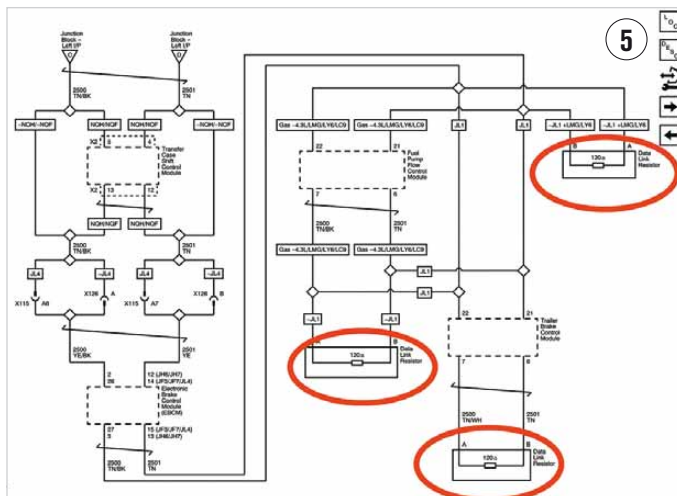 5
LOC
DESC
Junction
Block –
Left I/P
Junction
Block –
Left I/P
D
D
2500
TN/BK
2501
TN
~NQH/~NQF
NQH/NQF
NQH/NQF
~NQH/~NQF
X2
5
4
Transfer
Case
Shift
Control
Module
X2
13
12
NQH/NQF
NQH/NQF
2500
TN/BK
2501
TN
JL4
~JL4
JL4
~JL4
X115
A6
X126
A
X115
A7
X126
B
2500
YE/BK
2501
YE
2
26
12 (JH6/JH7)
14 (JF3/JF7/JL4)
Electronic
Brake
Control
Module
(EBCM)
27
3
15 (JF3/JF7/JL4)
13 (JH6/JH7)
2500
TN/BK
2501
TN
Gas ~4.3L/LMG/LY6/LC9
Gas ~4.3L/LMG/LY6/LC9
JL1
JL1
~JL1 +LMG/LY6
~JL1 +LMG/LY6
22
21
Fuel
Pump
Flow
Control
Module
7
6
2500
TN/BK
2501
TN
Gas ~4.3L/LMG/LY6/LC9
Gas ~4.3L/LMG/LY6/LC9
JL1
JL1
~JL1
~JL1
B
120Ω
Data
Link
Resistor
B
A
120Ω
Data
Link
Resistor
22
21
Trailer
Brake
Control
Module
7
8
2500
TN/WH
2501
TN
A
B
120Ω
Data
Link
Resistor